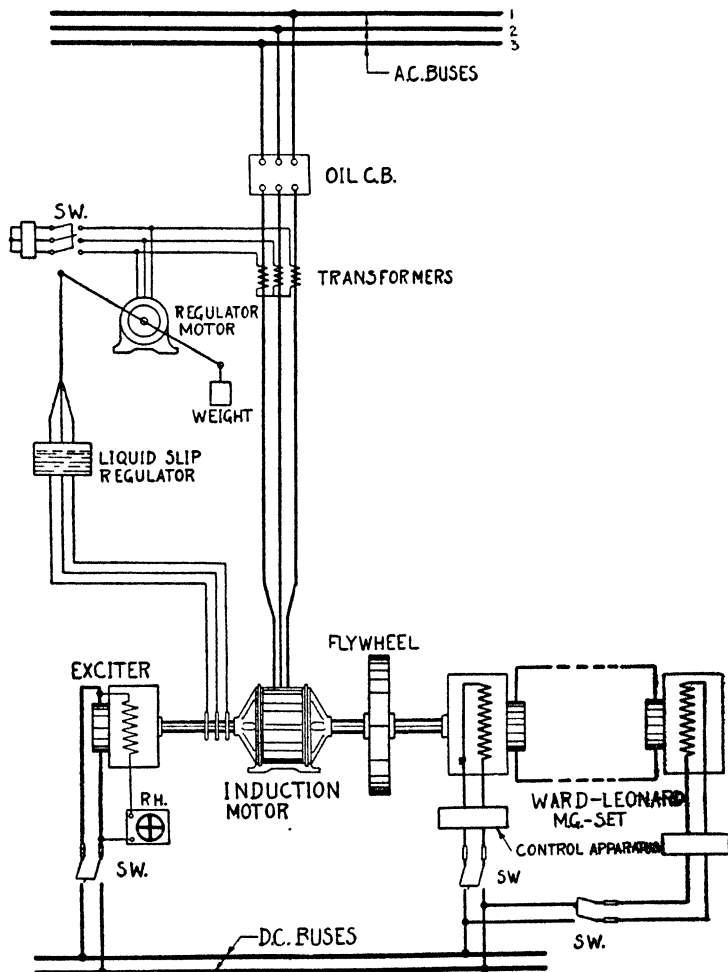 1
2
3
A.C. BUSES
OIL C.B.
SW.
TRANSFORMERS
REGULATOR
MOTOR
WEIGHT
LIQUID SLIP
REGULATOR
FLYWHEEL
EXCITER
INDUCTION
MOTOR
WARD-LEONARD
M.G.-SET
RH.
CONTROL APPARATUS
SW.
SW
SW.
D.C. BUSES